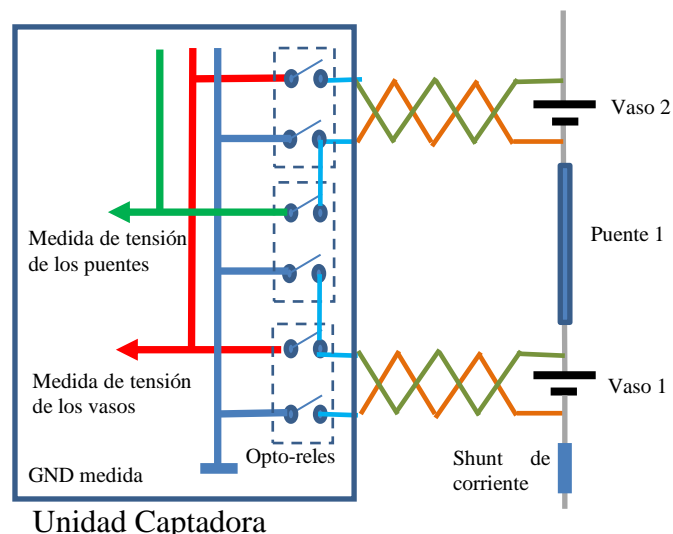 Vaso 2
Medida de tensión
de los puentes
Puente 1
Medida de tensión
de los vasos
Vaso 1
Opto-reles
GND medida
Shunt de
corriente
Unidad Captadora